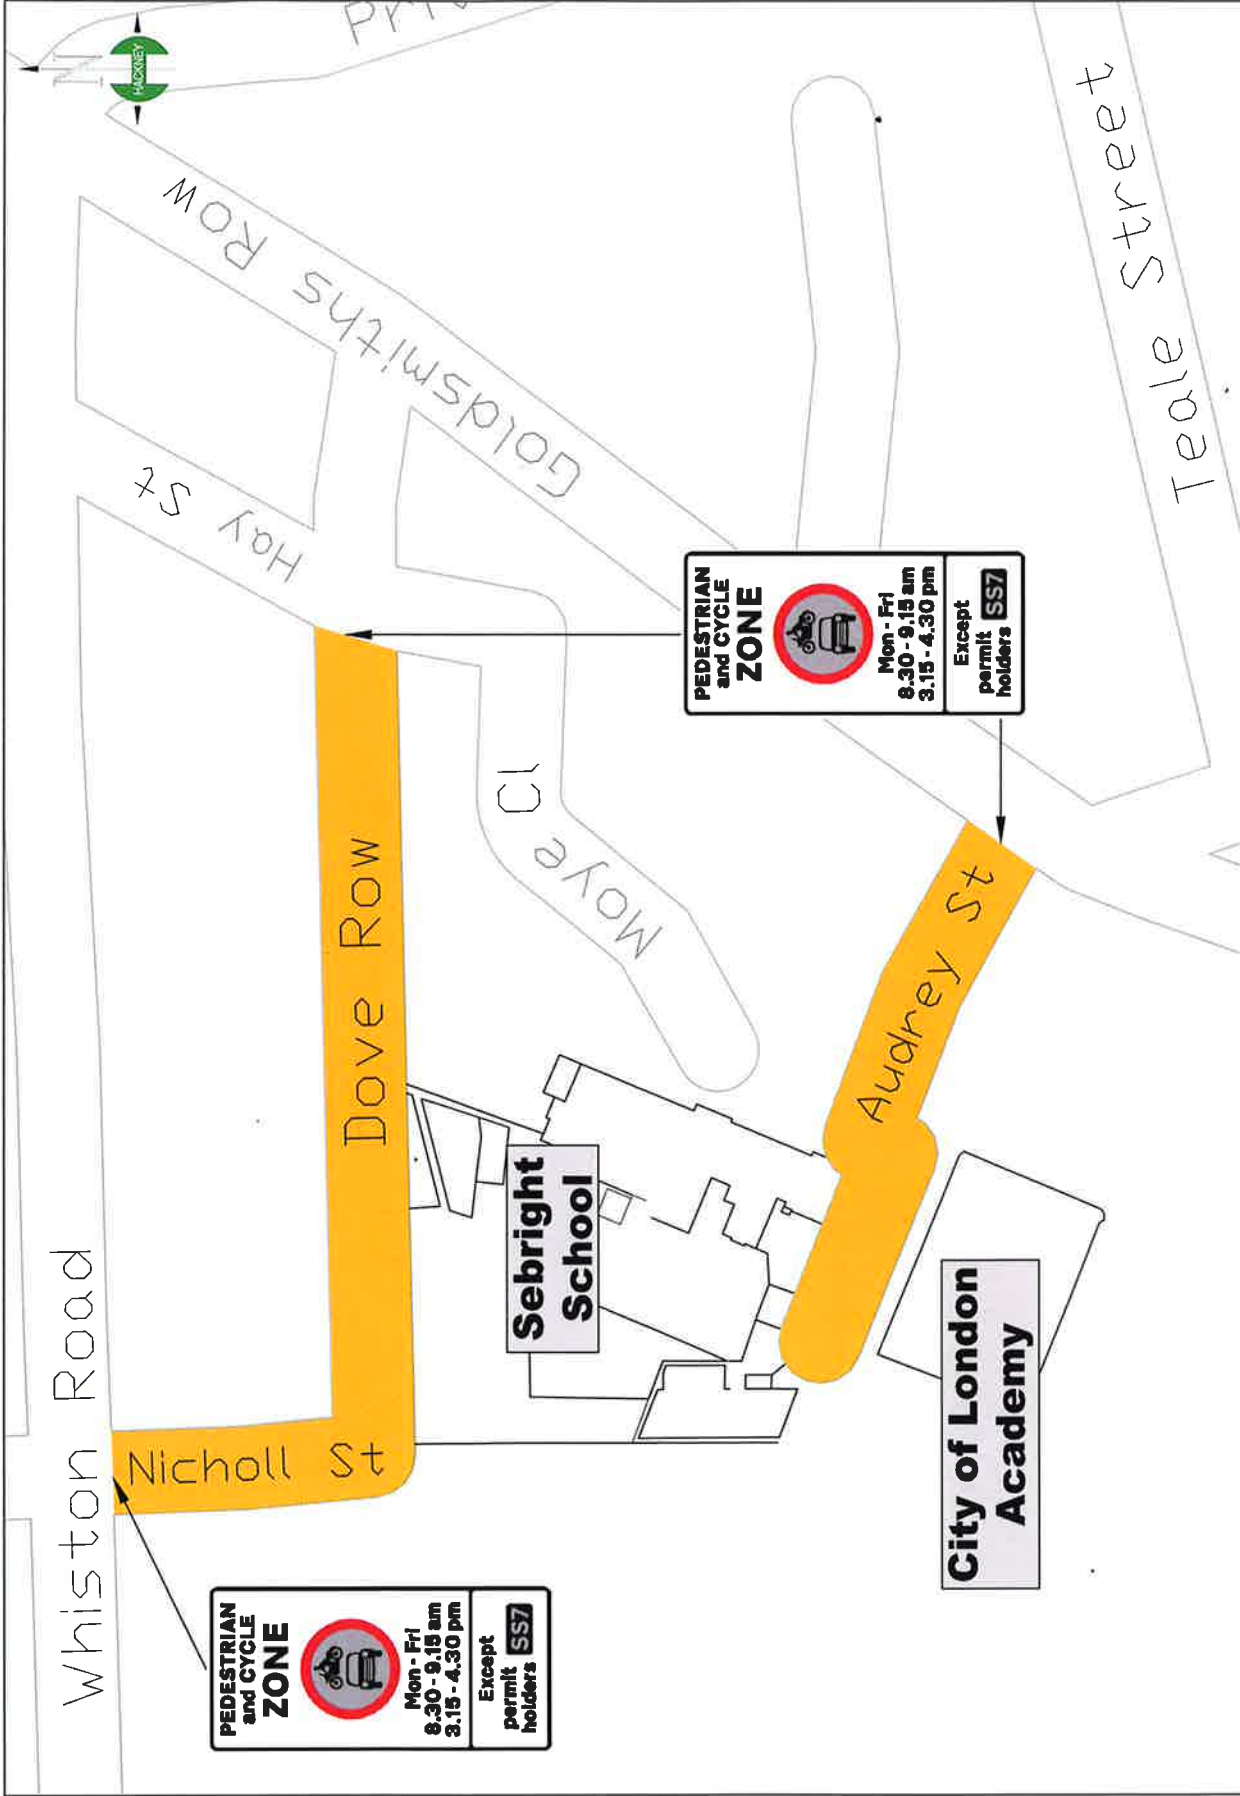 Whiston Road
Nicholl St
Dove Row
Hay St
Goldsmiths Row
Moye Cl
Audrey St
Teale Street
N
HACKNEY
Sebright
School
City of London
Academy
PEDESTRIAN
and CYCLE
ZONE
Mon - Fri
8.30 - 9.15 am
3.15 - 4.30 pm
Except
permit
holders SS7
PEDESTRIAN
and CYCLE
ZONE
Mon - Fri
8.30 - 9.15 am
3.15 - 4.30 pm
Except
permit
holders SS7